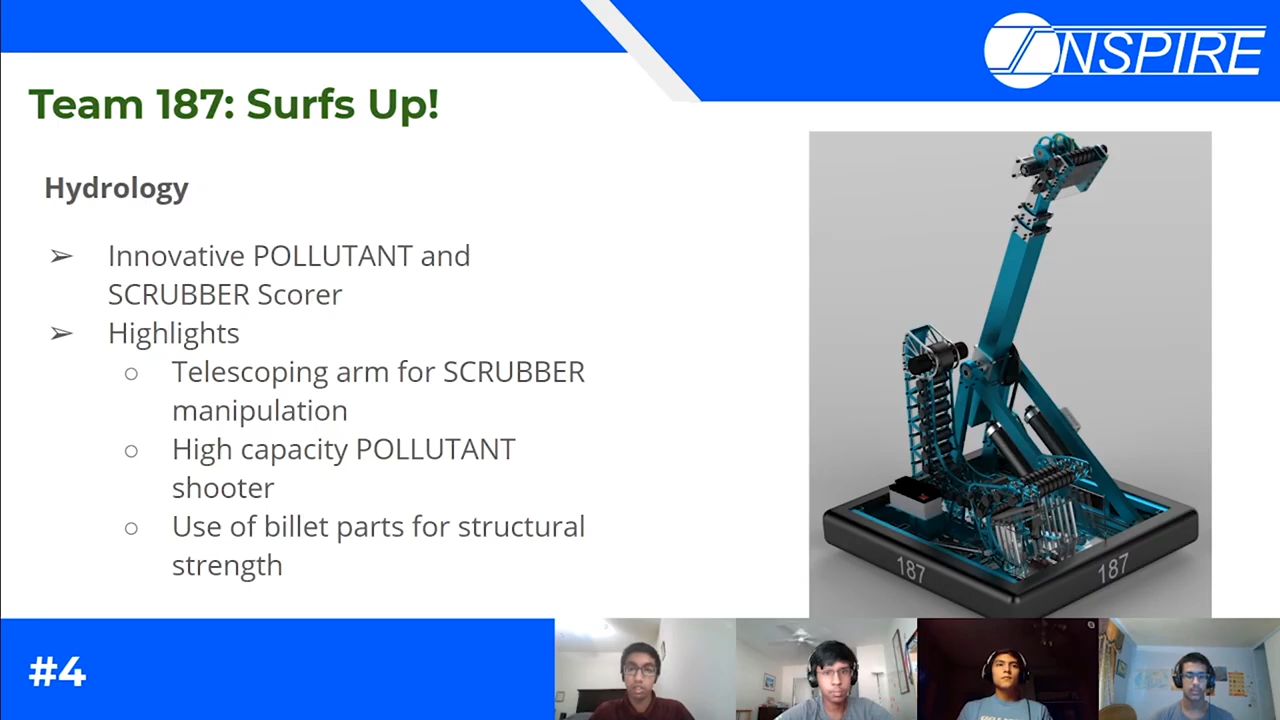 INSPIRE
Team 187: Surfs Up!
Hydrology
➢ Innovative POLLUTANT and
SCRUBBER Scorer
➢ Highlights
○ Telescoping arm for SCRUBBER
manipulation
○ High capacity POLLUTANT
shooter
○ Use of billet parts for structural
strength
187
187
#4